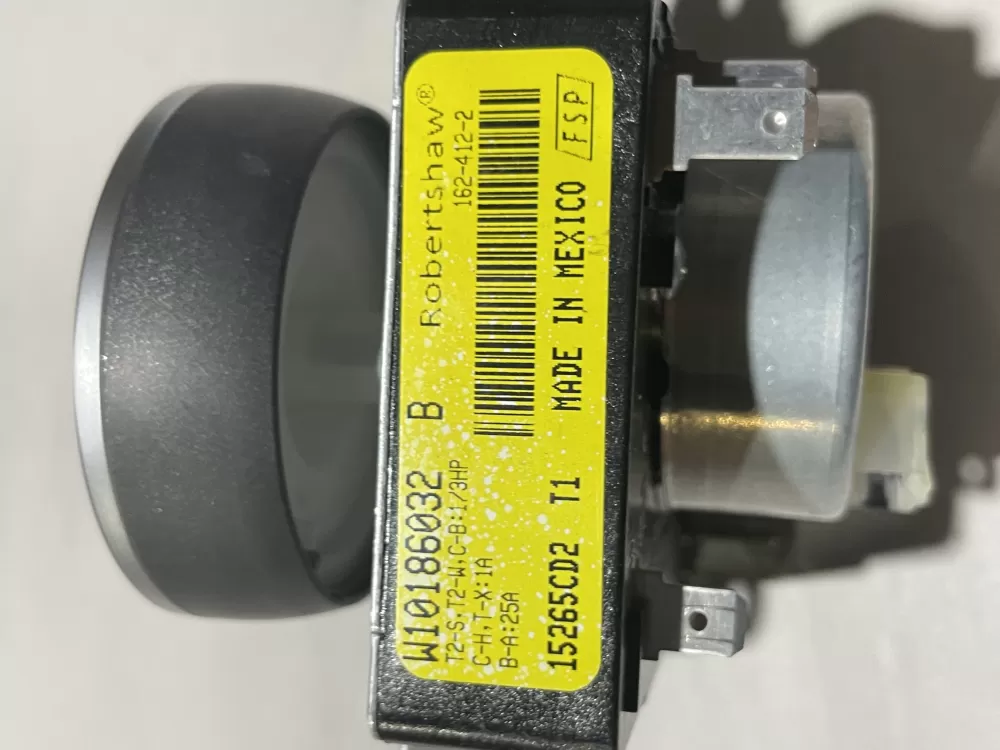 W10186032 B Robertshaw®
T2-S,T2-W,C-B:1/3HP 162-412-2
C-H,T-X:1A
B-A:25A
15265CD2 T1 MADE IN MEXICO FSP